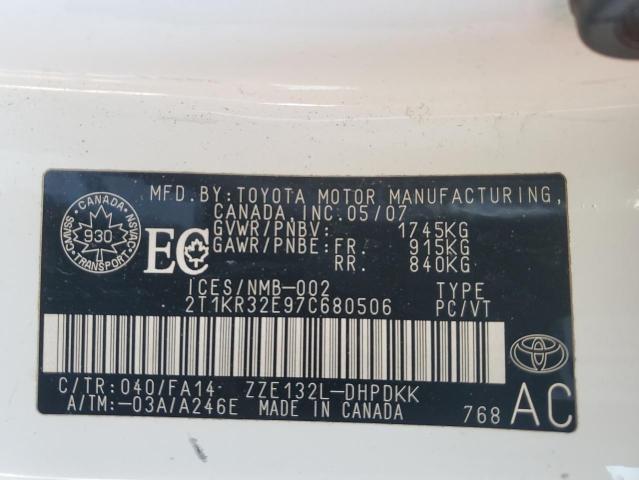 MFD. BY: TOYOTA MOTOR MANUFACTURING,
CANADA, INC. 05/07
GVWR/PNBV: 1745KG
GAWR/PNBE: FR 915KG
RR. 840KG
CANADA
930
TRANSPORT
EC
ICES/NMB-002 TYPE
2T1KR32E97C680506 PC/VT
C/TR: 040/FA14 ZZE132L-DHPDKK
A/TM:-03A/A246E MADE IN CANADA
768 AC